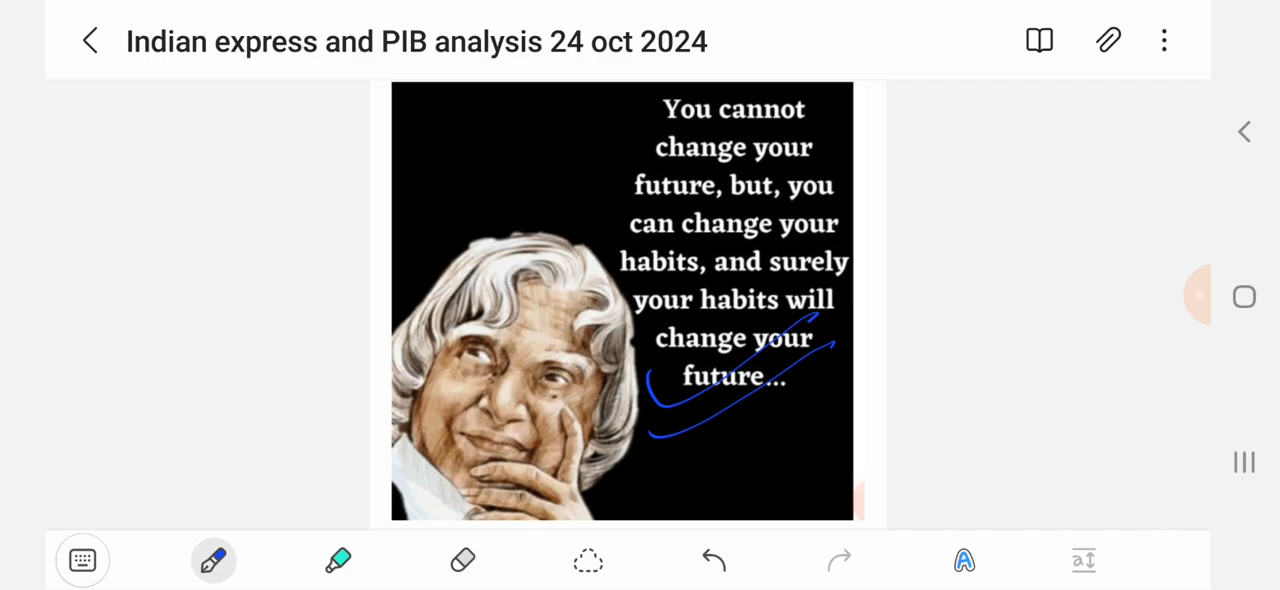 Indian express and PIB analysis 24 oct 2024
You cannot
change your
future, but, you
can change your
habits, and surely
your habits will
change your
future...
A
a